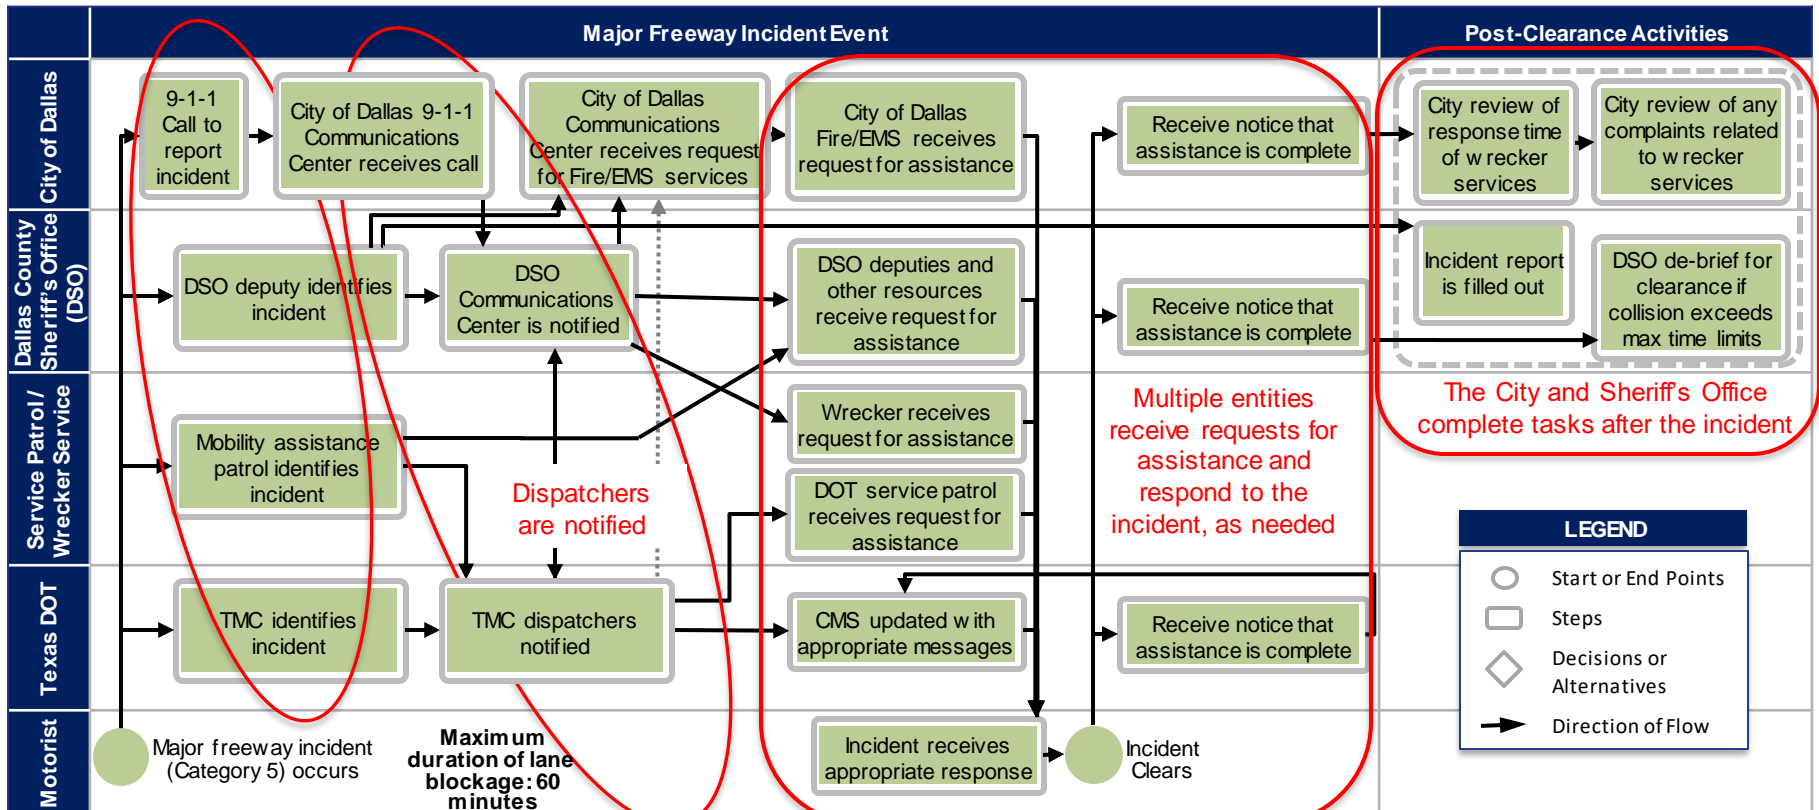 Major Freeway Incident Event
Post-Clearance Activities
City of Dallas
9-1-1
Call to
report
incident
City of Dallas 9-1-1
Communications
Center receives call
City of Dallas
Communications
Center receives request
for Fire/EMS services
City of Dallas
Fire/EMS receives
request for assistance
Receive notice that
assistance is complete
City review of
response time
of wrecker
services
City review of any
complaints related
to wrecker
services
Dallas County
Sheriff's Office
(DSO)
DSO deputy identifies
incident
DSO
Communications
Center is notified
DSO deputies and
other resources
receive request for
assistance
Receive notice that
assistance is complete
Incident report
is filled out
DSO de-brief for
clearance if
collision exceeds
max time limits
Service Patrol /
Wrecker Service
Mobility assistance
patrol identifies
incident
Dispatchers
are notified
Wrecker receives
request for assistance
DOT service patrol
receives request for
assistance
Multiple entities
receive requests for
assistance and
respond to the
incident, as needed
The City and Sheriff's Office
complete tasks after the incident
Texas DOT
TMC identifies
incident
TMC dispatchers
notified
CMS updated with
appropriate messages
Receive notice that
assistance is complete
Motorist
Major freeway incident
(Category 5) occurs
Maximum
duration of lane
blockage: 60
minutes
Incident receives
appropriate response
Incident
Clears
LEGEND
Start or End Points
Steps
Decisions or
Alternatives
Direction of Flow